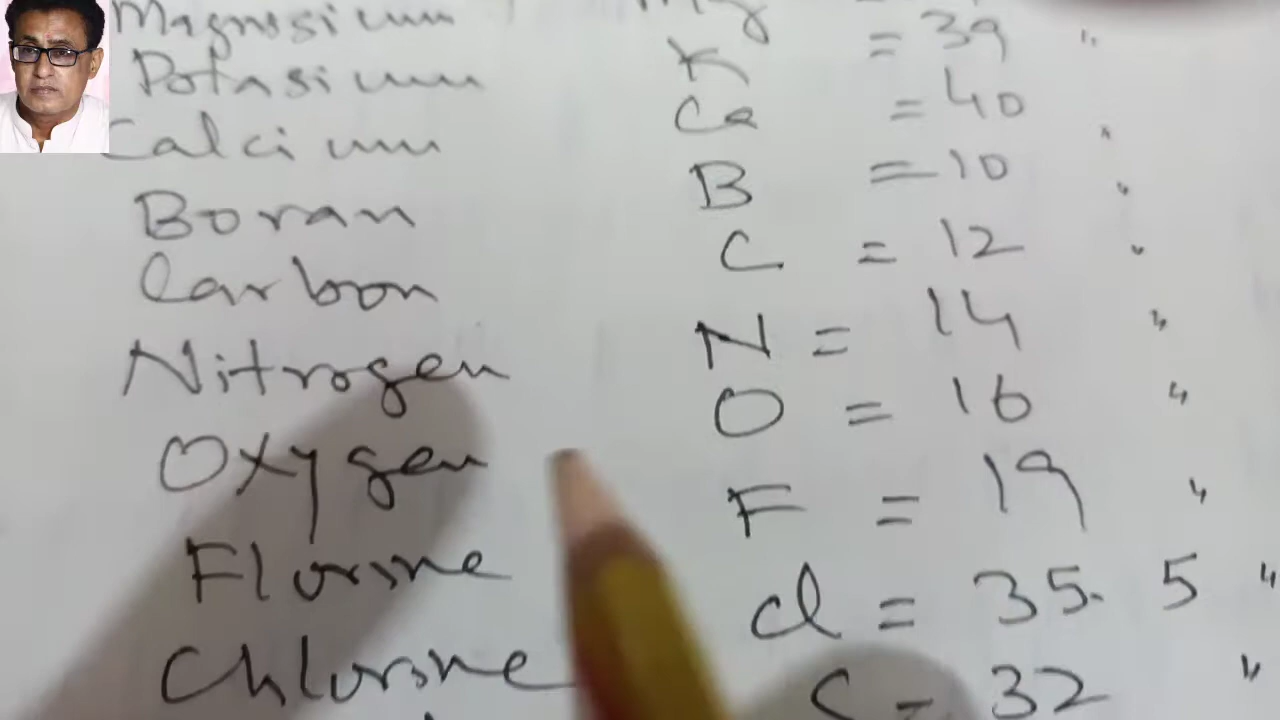 Magnesium Mg
Potasium K = 39 "
Calcium Ca = 40 "
Boran B = 10 "
Carbon C = 12 "
Nitrogen N = 14 "
Oxygen O = 16 "
Florine F = 19 "
Chlorine Cl = 35.5 "
S = 32 "